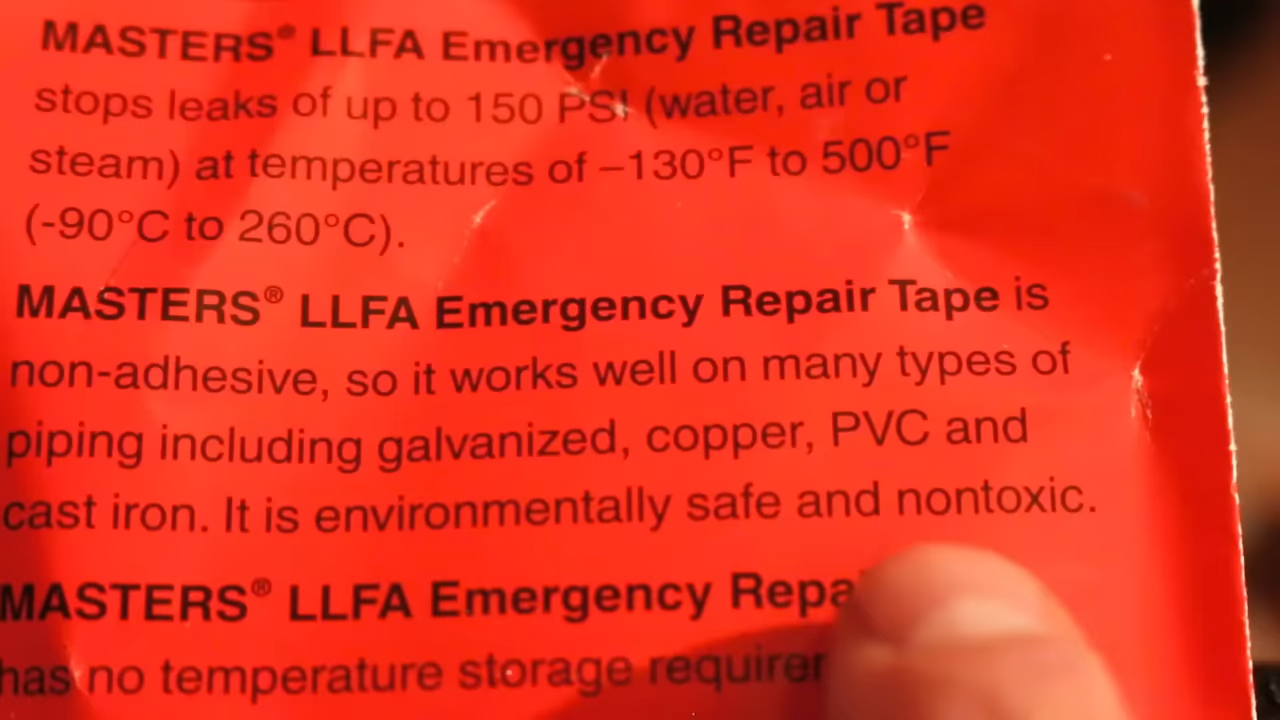 MASTERS® LLFA Emergency Repair Tape
stops leaks of up to 150 PSI (water, air or
steam) at temperatures of –130°F to 500°F
(-90°C to 260°C).
MASTERS® LLFA Emergency Repair Tape is
non-adhesive, so it works well on many types of
piping including galvanized, copper, PVC and
cast iron. It is environmentally safe and nontoxic.
MASTERS® LLFA Emergency
has no temperature storage